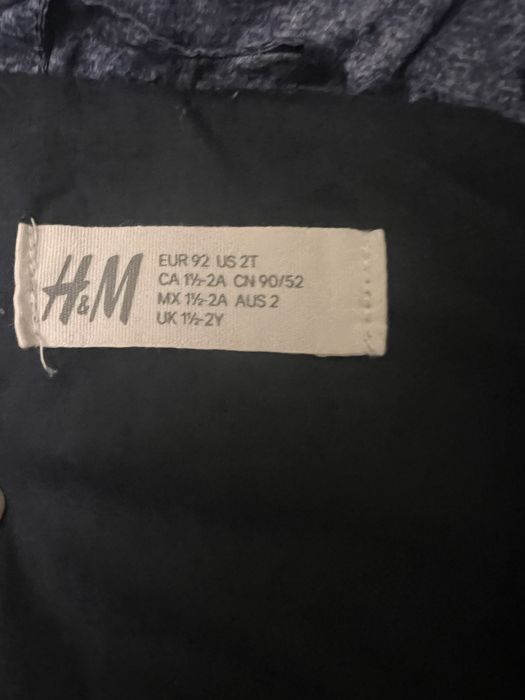 H&M
EUR 92 US 2T
CA 1½-2A CN 90/52
MX 1½-2A AUS 2
UK 1½-2Y